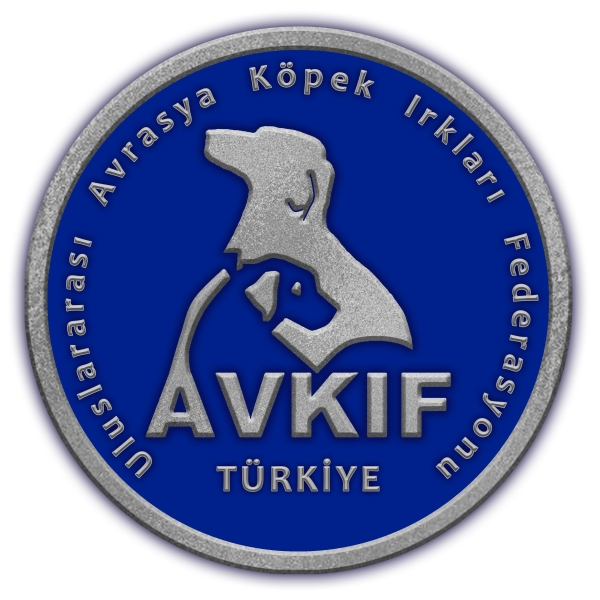 Uluslararası Avrasya Köpek Irkları Federasyonu
AVKIF
TÜRKİYE